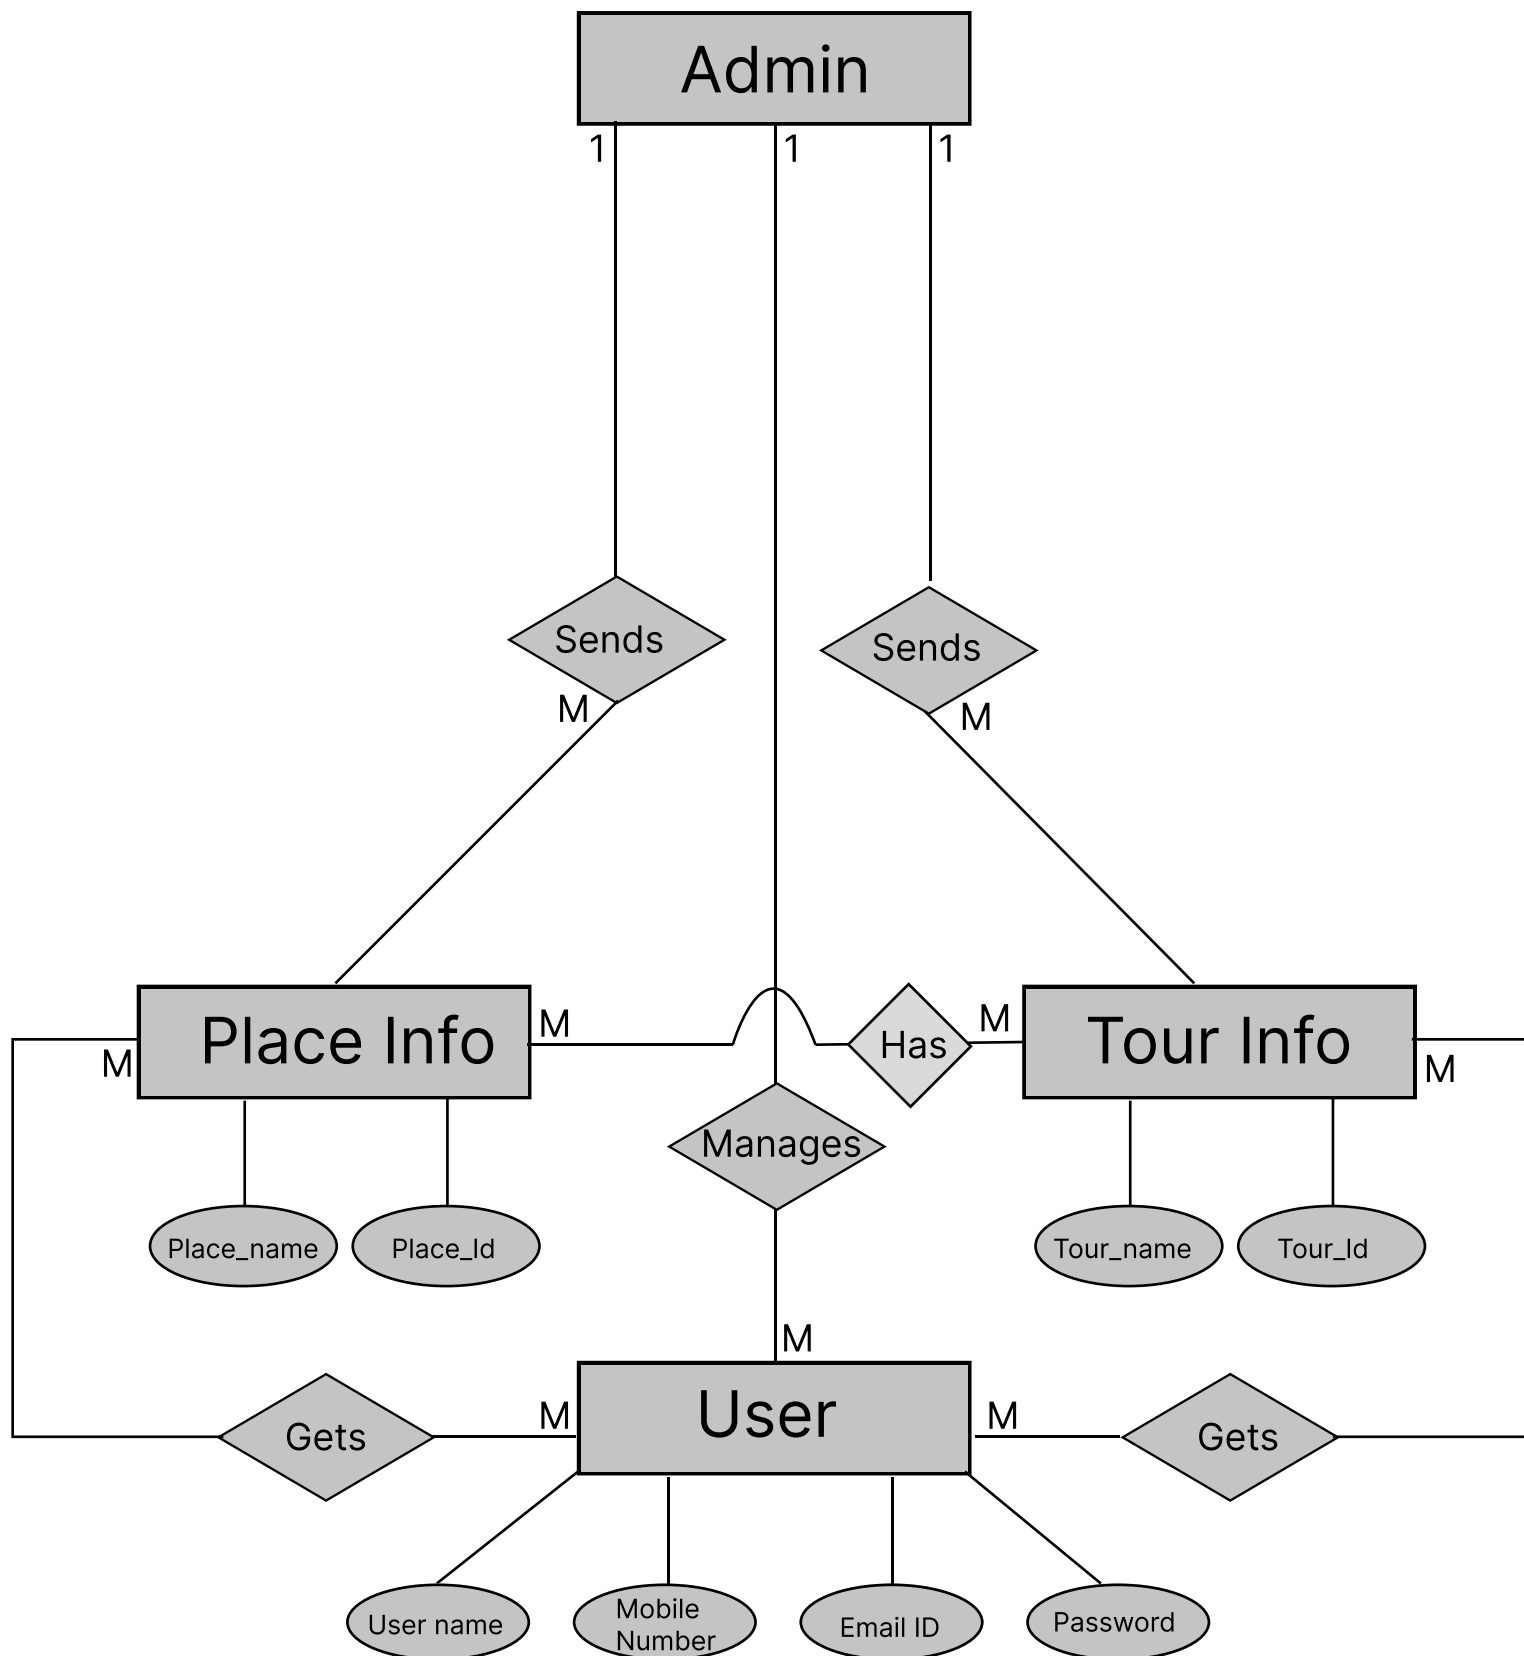 Admin
1
1
1
Sends
Sends
M
M
Place Info
M
Has
M
Tour Info
M
M
Manages
Place_name
Place_Id
Tour_name
Tour_Id
M
Gets
M
User
M
Gets
User name
Mobile
Number
Email ID
Password